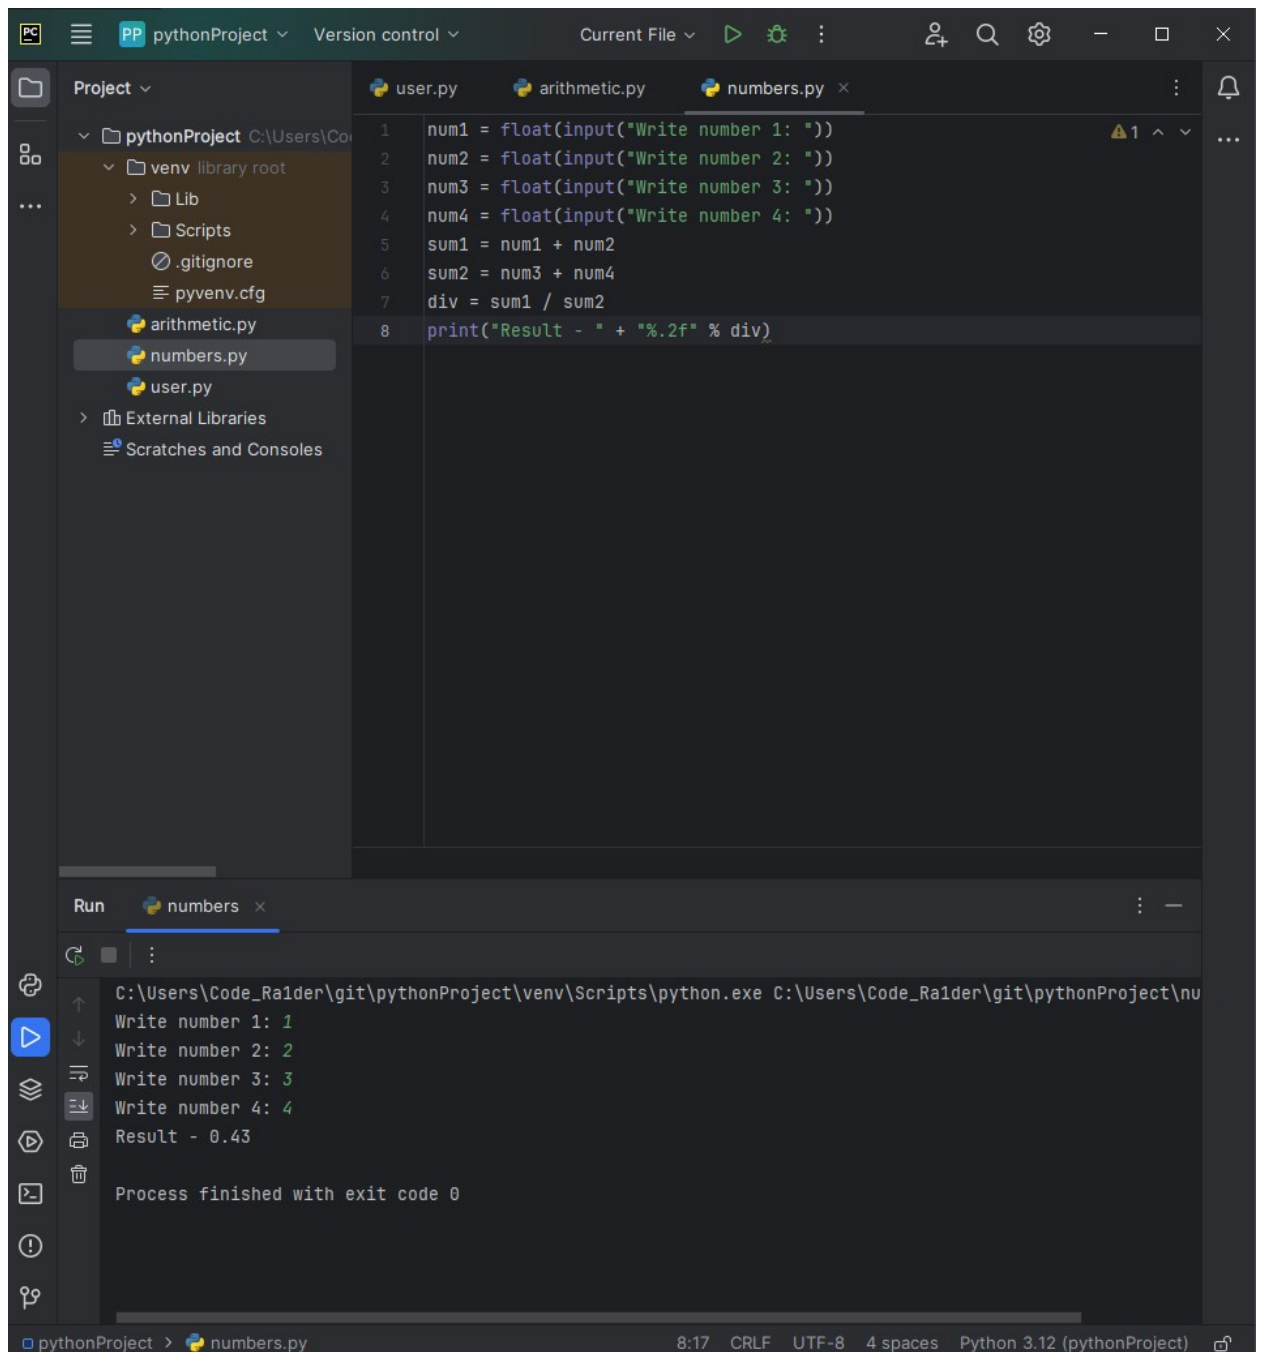 PC
PP pythonProject Version control Current File
Project
user.py arithmetic.py numbers.py
pythonProject C:\Users\Co
venv library root
Lib
Scripts
.gitignore
pyvenv.cfg
arithmetic.py
numbers.py
user.py
External Libraries
Scratches and Consoles
1 num1 = float(input("Write number 1: "))
2 num2 = float(input("Write number 2: "))
3 num3 = float(input("Write number 3: "))
4 num4 = float(input("Write number 4: "))
5 sum1 = num1 + num2
6 sum2 = num3 + num4
7 div = sum1 / sum2
8 print("Result - " + "%.2f" % div)
1
Run numbers
C:\Users\Code_Ra1der\git\pythonProject\venv\Scripts\python.exe C:\Users\Code_Ra1der\git\pythonProject\nu
Write number 1: 1
Write number 2: 2
Write number 3: 3
Write number 4: 4
Result - 0.43
Process finished with exit code 0
pythonProject > numbers.py 8:17 CRLF UTF-8 4 spaces Python 3.12 (pythonProject)